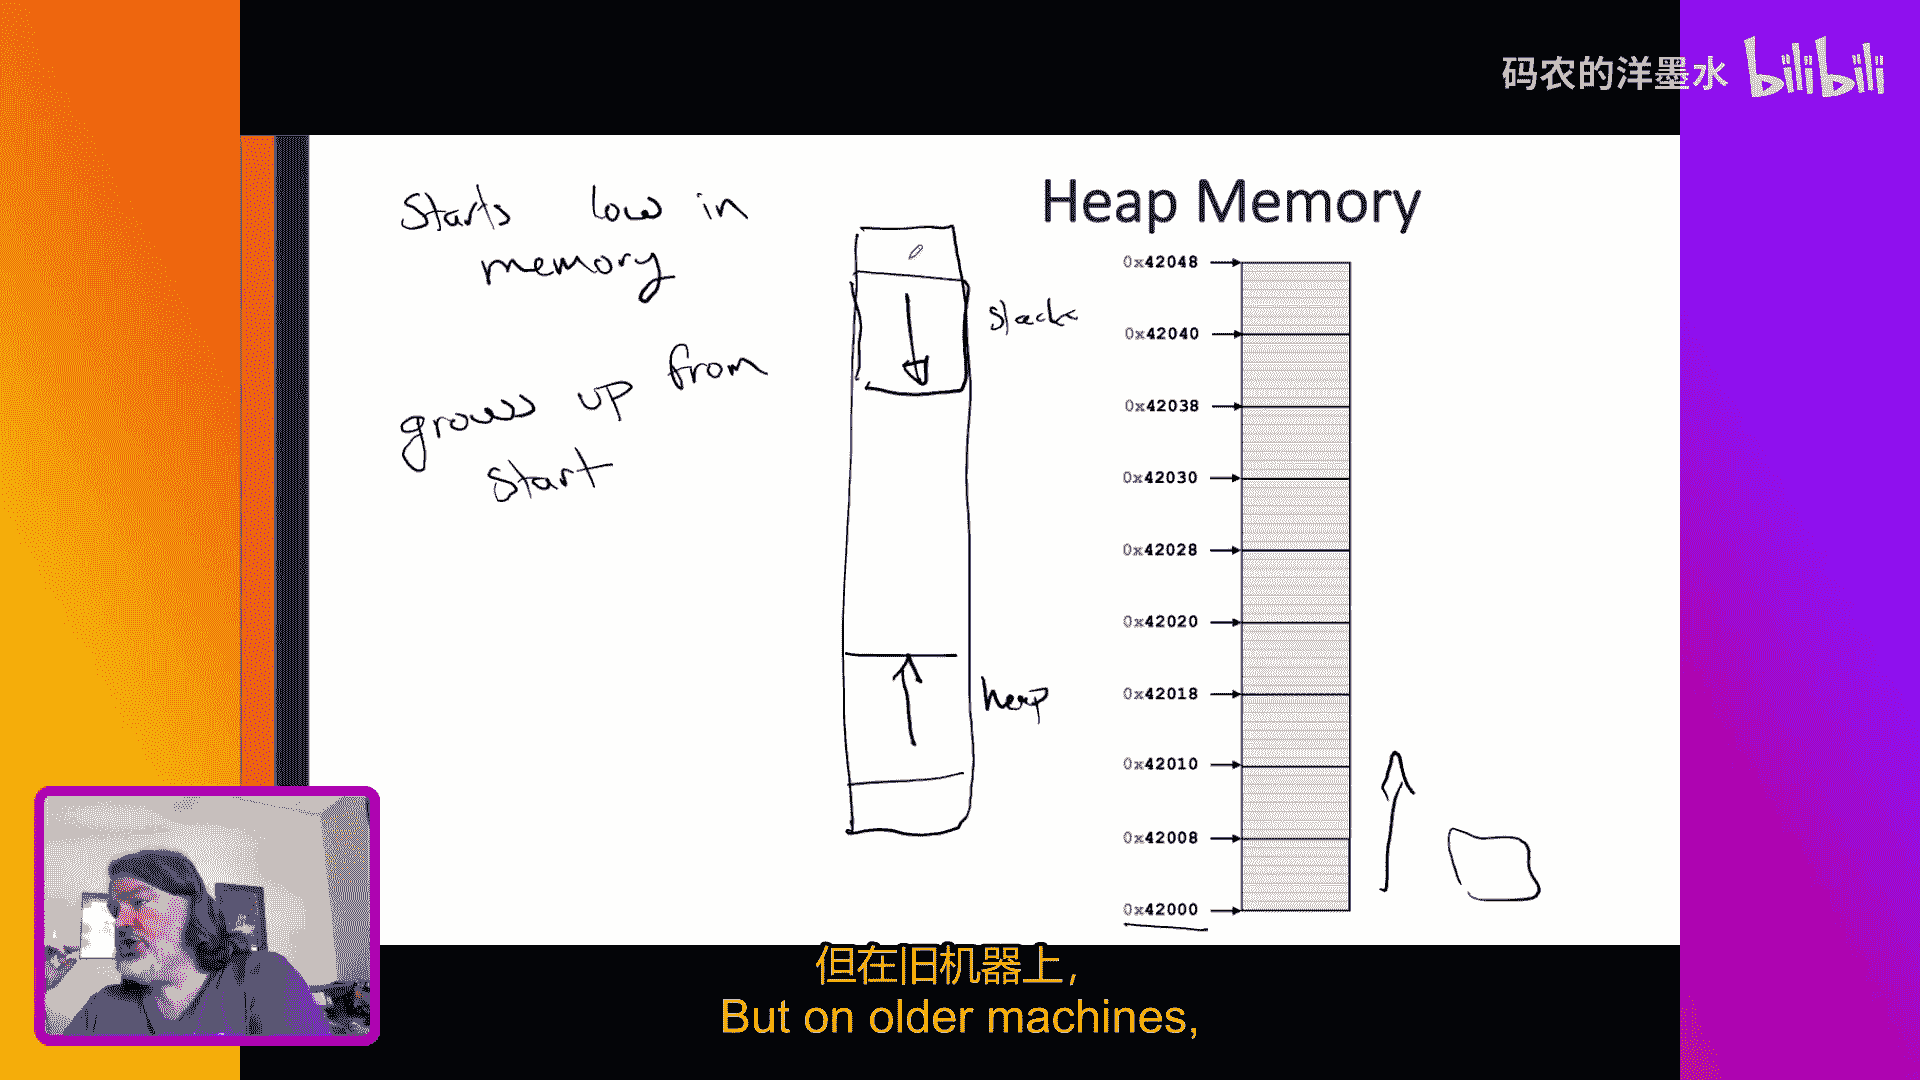 码农的洋墨水 bilibili
Heap Memory
Starts low in
memory
grows up from
start
stack
heap
0x42048
0x42040
0x42038
0x42030
0x42028
0x42020
0x42018
0x42010
0x42008
0x42000
但在旧机器上，
But on older machines,